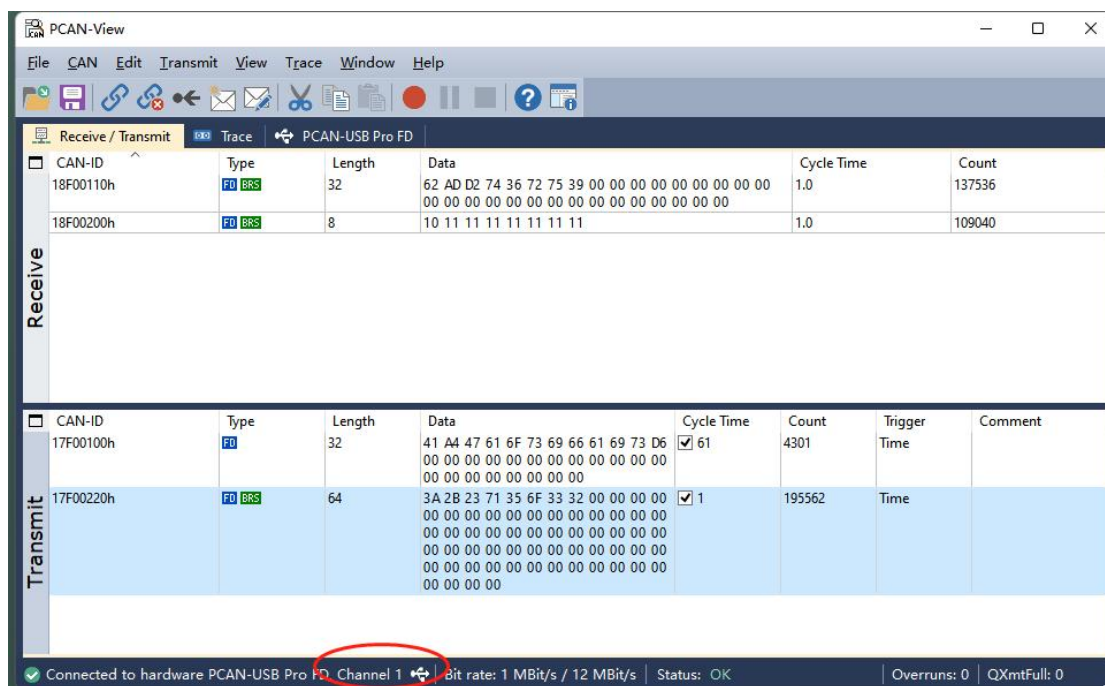 PCAN-View
File CAN Edit Transmit View Trace Window Help
Receive / Transmit Trace PCAN-USB Pro FD
CAN-ID Type Length Data Cycle Time Count
18F00110h FD BRS 32 62 AD D2 74 36 72 75 39 00 00 00 00 00 00 00 00 00 1.0 137536
00 00 00 00 00 00 00 00 00 00 00 00 00 00 00
18F00200h FD BRS 8 10 11 11 11 11 11 11 11 1.0 109040
Receive
CAN-ID Type Length Data Cycle Time Count Trigger Comment
17F00100h FD 32 41 A4 47 61 6F 73 69 66 61 69 73 D6 61 4301 Time
00 00 00 00 00 00 00 00 00 00 00 00
00 00 00 00 00 00 00 00
17F00220h FD BRS 64 3A 2B 23 71 35 6F 33 32 00 00 00 00 1 195562 Time
00 00 00 00 00 00 00 00 00 00 00 00
00 00 00 00 00 00 00 00 00 00 00 00
00 00 00 00 00 00 00 00 00 00 00 00
00 00 00 00 00 00 00 00 00 00 00 00
00 00 00 00
Transmit
Connected to hardware PCAN-USB Pro FD, Channel 1 Bit rate: 1 MBit/s / 12 MBit/s Status: OK Overruns: 0 QXmtFull: 0